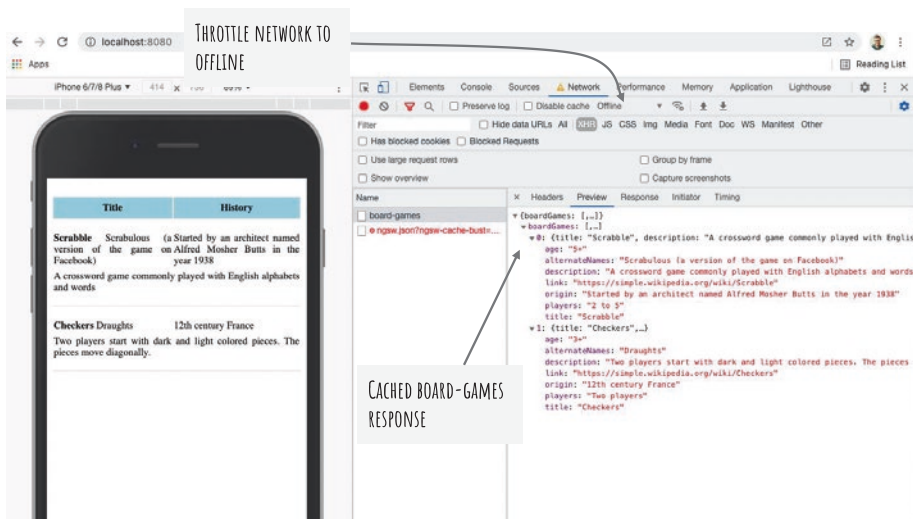 THROTTLE NETWORK TO
OFFLINE
localhost:8080
Apps
Reading List
iPhone 6/7/8 Plus ▾ 414 x
Elements Console Sources Network Performance Memory Application Lighthouse
Preserve log Disable cache Offline
Filter Hide data URLs All XHR JS CSS Img Media Font Doc WS Manifest Other
Has blocked cookies Blocked Requests
Use large request rows Group by frame
Show overview Capture screenshots
Name
board-games
ngsw.json?ngsw-cache-bust=...
× Headers Preview Response Initiator Timing
▾{boardGames: [,…]}
▾boardGames: [,…]
▾0: {title: "Scrabble", description: "A crossword game commonly played with Englis
age: "5+"
alternateNames: "Scrabulous (a version of the game on Facebook)"
description: "A crossword game commonly played with English alphabets and words
link: "https://simple.wikipedia.org/wiki/Scrabble"
origin: "Started by an architect named Alfred Mosher Butts in the year 1938"
players: "2 to 5"
title: "Scrabble"
▾1: {title: "Checkers",…}
age: "3+"
alternateNames: "Draughts"
description: "Two players start with dark and light colored pieces. The pieces
link: "https://simple.wikipedia.org/wiki/Checkers"
origin: "12th century France"
players: "Two players"
title: "Checkers"
Title History
Scrabble Scrabulous (a Started by an architect named
version of the game on Alfred Mosher Butts in the
Facebook) year 1938
A crossword game commonly played with English alphabets
and words
Checkers Draughts 12th century France
Two players start with dark and light colored pieces. The
pieces move diagonally.
CACHED BOARD-GAMES
RESPONSE